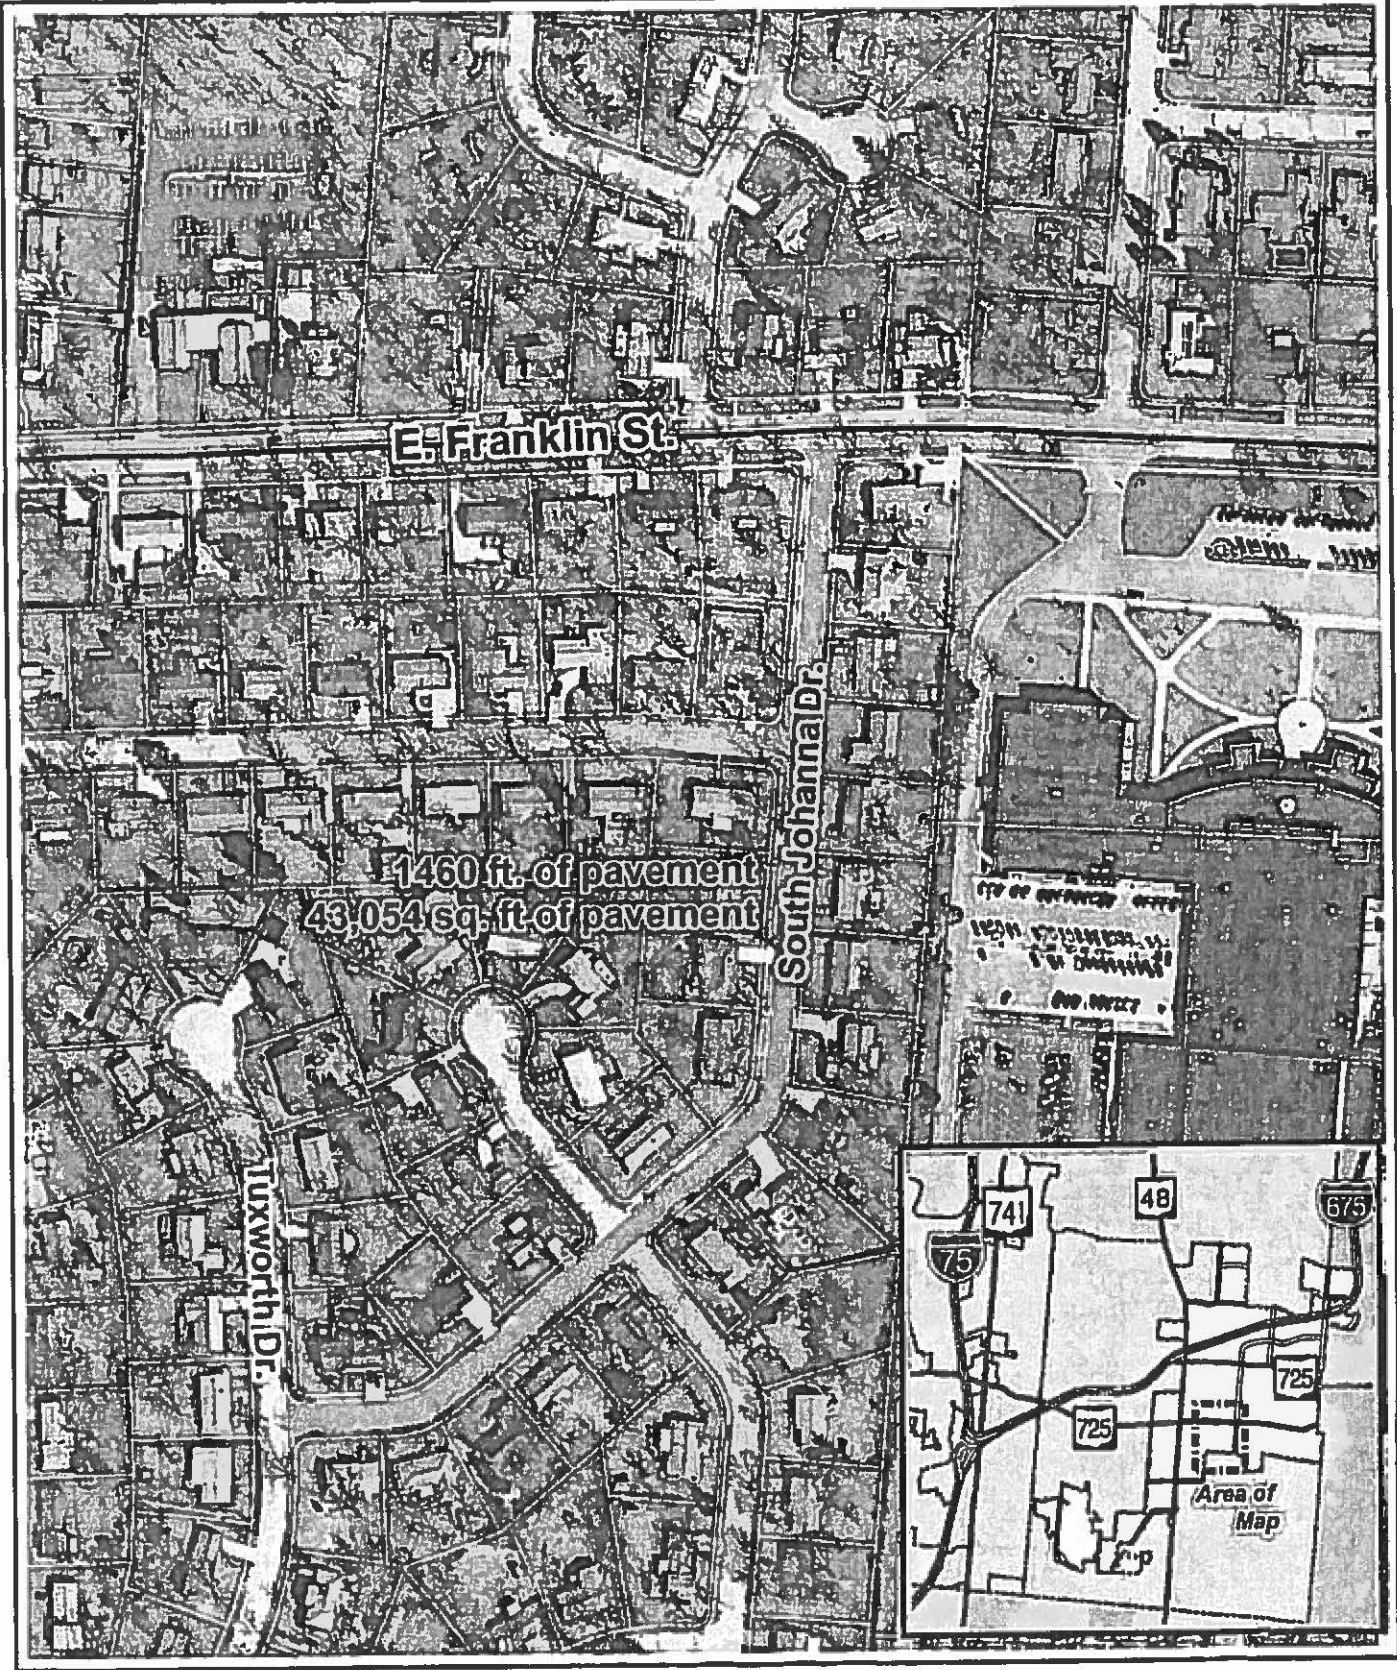 E. Franklin St.
South Johanna Dr.
1460 ft. of pavement
43,054 sq. ft of pavement
Tuxworth Dr.
741
48
675
75
725
725
Area of
Map